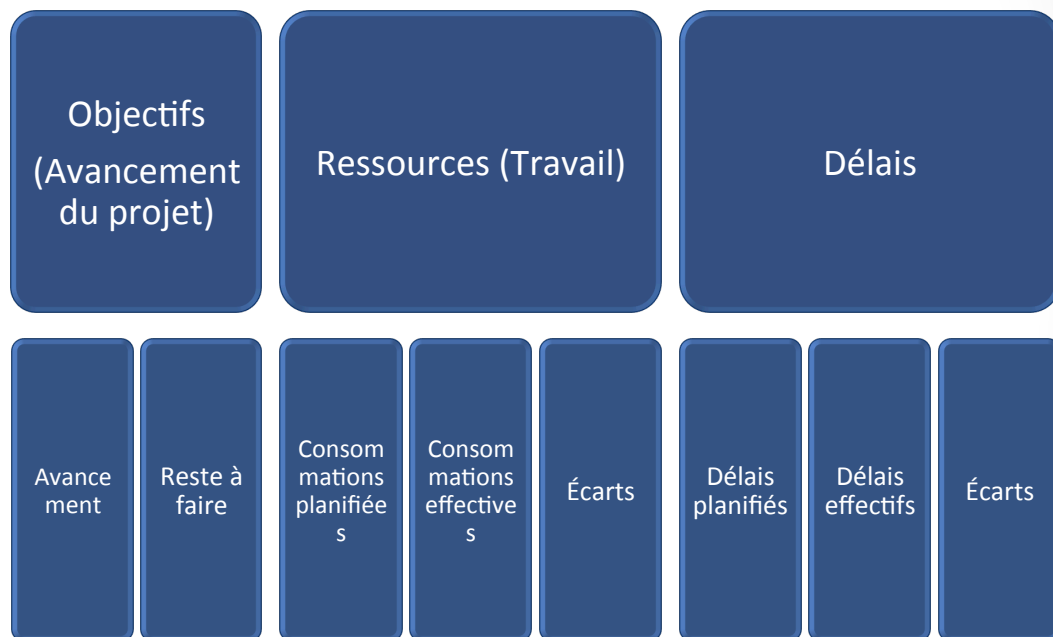 Objectifs
(Avancement
du projet)
Ressources (Travail)
Délais
Avance
ment
Reste à
faire
Consom
mations
planifiée
s
Consom
mations
effective
s
Écarts
Délais
planifiés
Délais
effectifs
Écarts